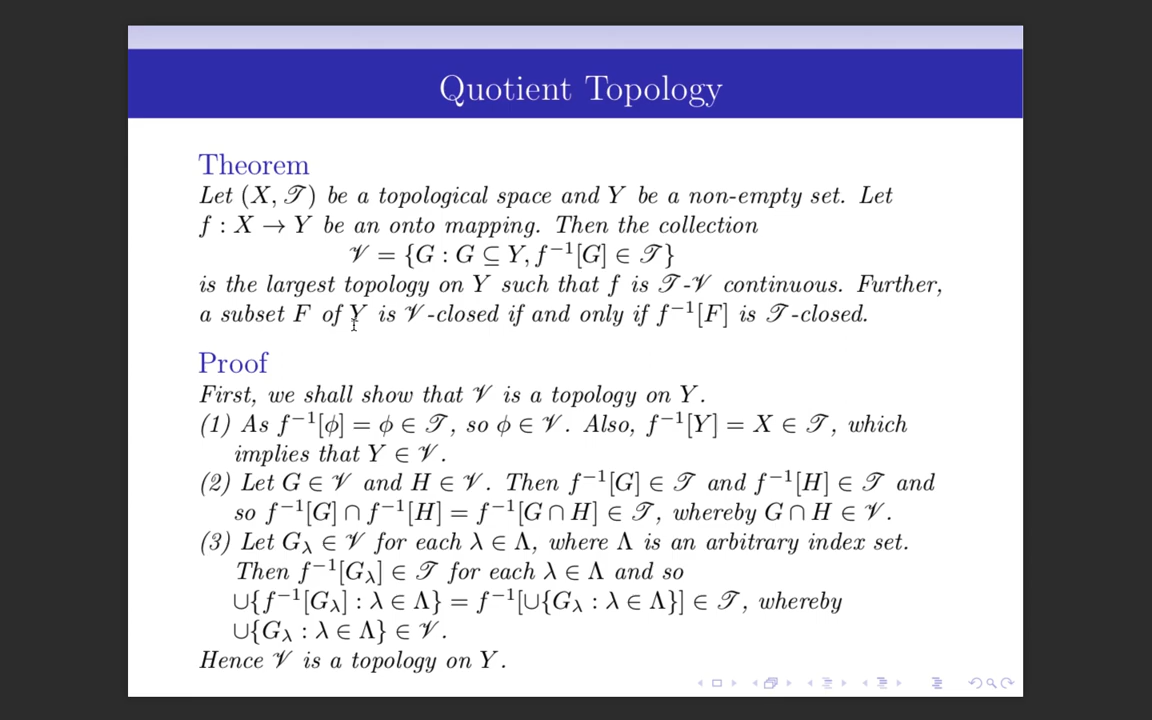 Quotient Topology
Theorem
Let (X, 𝒯) be a topological space and Y be a non-empty set. Let
f : X → Y be an onto mapping. Then the collection
𝒱 = {G : G ⊆ Y, f⁻¹[G] ∈ 𝒯}
is the largest topology on Y such that f is 𝒯-𝒱 continuous. Further,
a subset F of Y is 𝒱-closed if and only if f⁻¹[F] is 𝒯-closed.
Proof
First, we shall show that 𝒱 is a topology on Y.
(1) As f⁻¹[ϕ] = ϕ ∈ 𝒯, so ϕ ∈ 𝒱. Also, f⁻¹[Y] = X ∈ 𝒯, which
implies that Y ∈ 𝒱.
(2) Let G ∈ 𝒱 and H ∈ 𝒱. Then f⁻¹[G] ∈ 𝒯 and f⁻¹[H] ∈ 𝒯 and
so f⁻¹[G] ∩ f⁻¹[H] = f⁻¹[G ∩ H] ∈ 𝒯, whereby G ∩ H ∈ 𝒱.
(3) Let G_λ ∈ 𝒱 for each λ ∈ Λ, where Λ is an arbitrary index set.
Then f⁻¹[G_λ] ∈ 𝒯 for each λ ∈ Λ and so
∪{f⁻¹[G_λ] : λ ∈ Λ} = f⁻¹[∪{G_λ : λ ∈ Λ}] ∈ 𝒯, whereby
∪{G_λ : λ ∈ Λ} ∈ 𝒱.
Hence 𝒱 is a topology on Y.